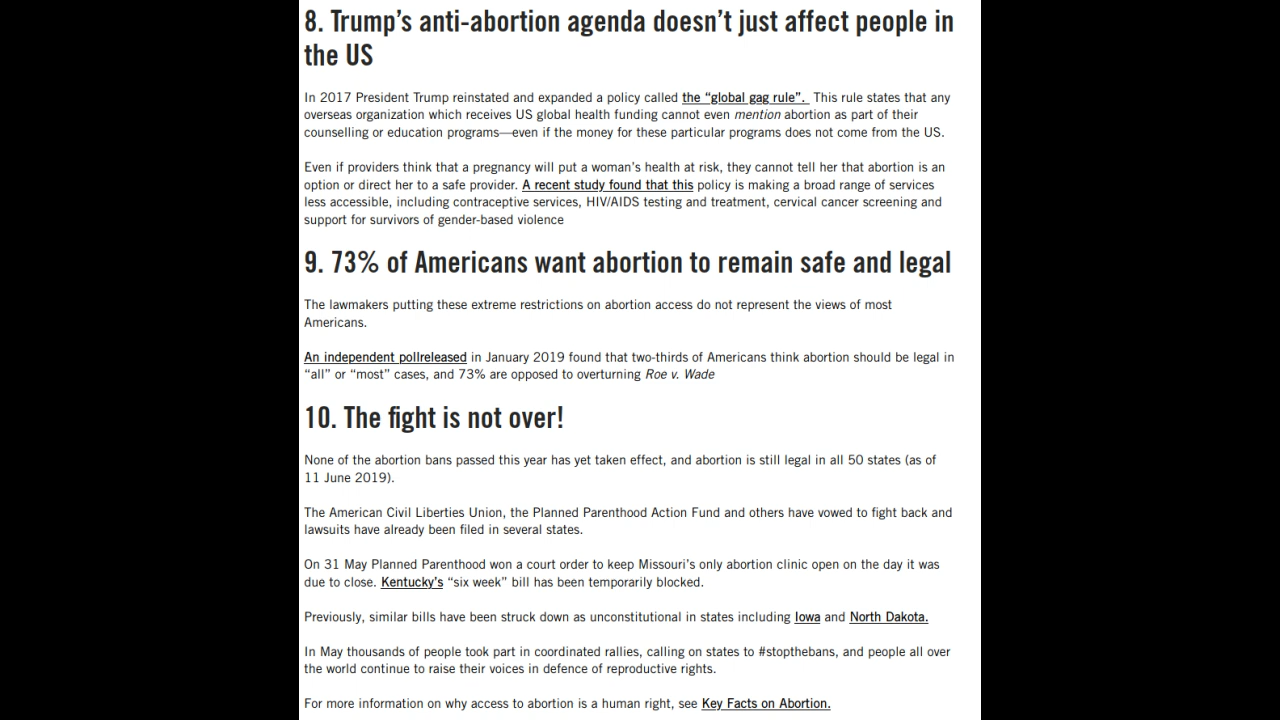 8. Trump’s anti-abortion agenda doesn’t just affect people in
the US
In 2017 President Trump reinstated and expanded a policy called the “global gag rule”. This rule states that any
overseas organization which receives US global health funding cannot even mention abortion as part of their
counselling or education programs—even if the money for these particular programs does not come from the US.
Even if providers think that a pregnancy will put a woman’s health at risk, they cannot tell her that abortion is an
option or direct her to a safe provider. A recent study found that this policy is making a broad range of services
less accessible, including contraceptive services, HIV/AIDS testing and treatment, cervical cancer screening and
support for survivors of gender-based violence
9. 73% of Americans want abortion to remain safe and legal
The lawmakers putting these extreme restrictions on abortion access do not represent the views of most
Americans.
An independent pollreleased in January 2019 found that two-thirds of Americans think abortion should be legal in
“all” or “most” cases, and 73% are opposed to overturning Roe v. Wade
10. The fight is not over!
None of the abortion bans passed this year has yet taken effect, and abortion is still legal in all 50 states (as of
11 June 2019).
The American Civil Liberties Union, the Planned Parenthood Action Fund and others have vowed to fight back and
lawsuits have already been filed in several states.
On 31 May Planned Parenthood won a court order to keep Missouri’s only abortion clinic open on the day it was
due to close. Kentucky’s “six week” bill has been temporarily blocked.
Previously, similar bills have been struck down as unconstitutional in states including Iowa and North Dakota.
In May thousands of people took part in coordinated rallies, calling on states to #stopthebans, and people all over
the world continue to raise their voices in defence of reproductive rights.
For more information on why access to abortion is a human right, see Key Facts on Abortion.